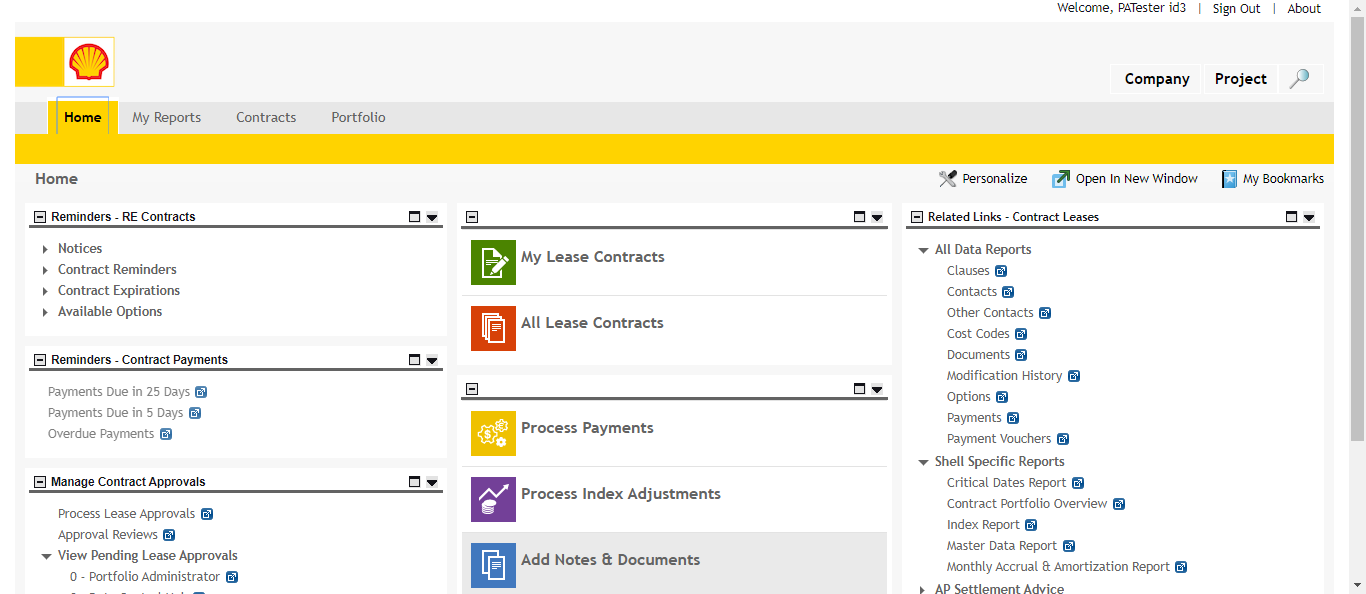 Welcome, PATester id3 | Sign Out | About
Company
Project
Home
My Reports
Contracts
Portfolio
Home
Personalize
Open In New Window
My Bookmarks
Reminders - RE Contracts
Notices
Contract Reminders
Contract Expirations
Available Options
Reminders - Contract Payments
Payments Due in 25 Days
Payments Due in 5 Days
Overdue Payments
Manage Contract Approvals
Process Lease Approvals
Approval Reviews
View Pending Lease Approvals
0 - Portfolio Administrator
My Lease Contracts
All Lease Contracts
Process Payments
Process Index Adjustments
Add Notes & Documents
Related Links - Contract Leases
All Data Reports
Clauses
Contacts
Other Contacts
Cost Codes
Documents
Modification History
Options
Payments
Payment Vouchers
Shell Specific Reports
Critical Dates Report
Contract Portfolio Overview
Index Report
Master Data Report
Monthly Accrual & Amortization Report
AP Settlement Advice